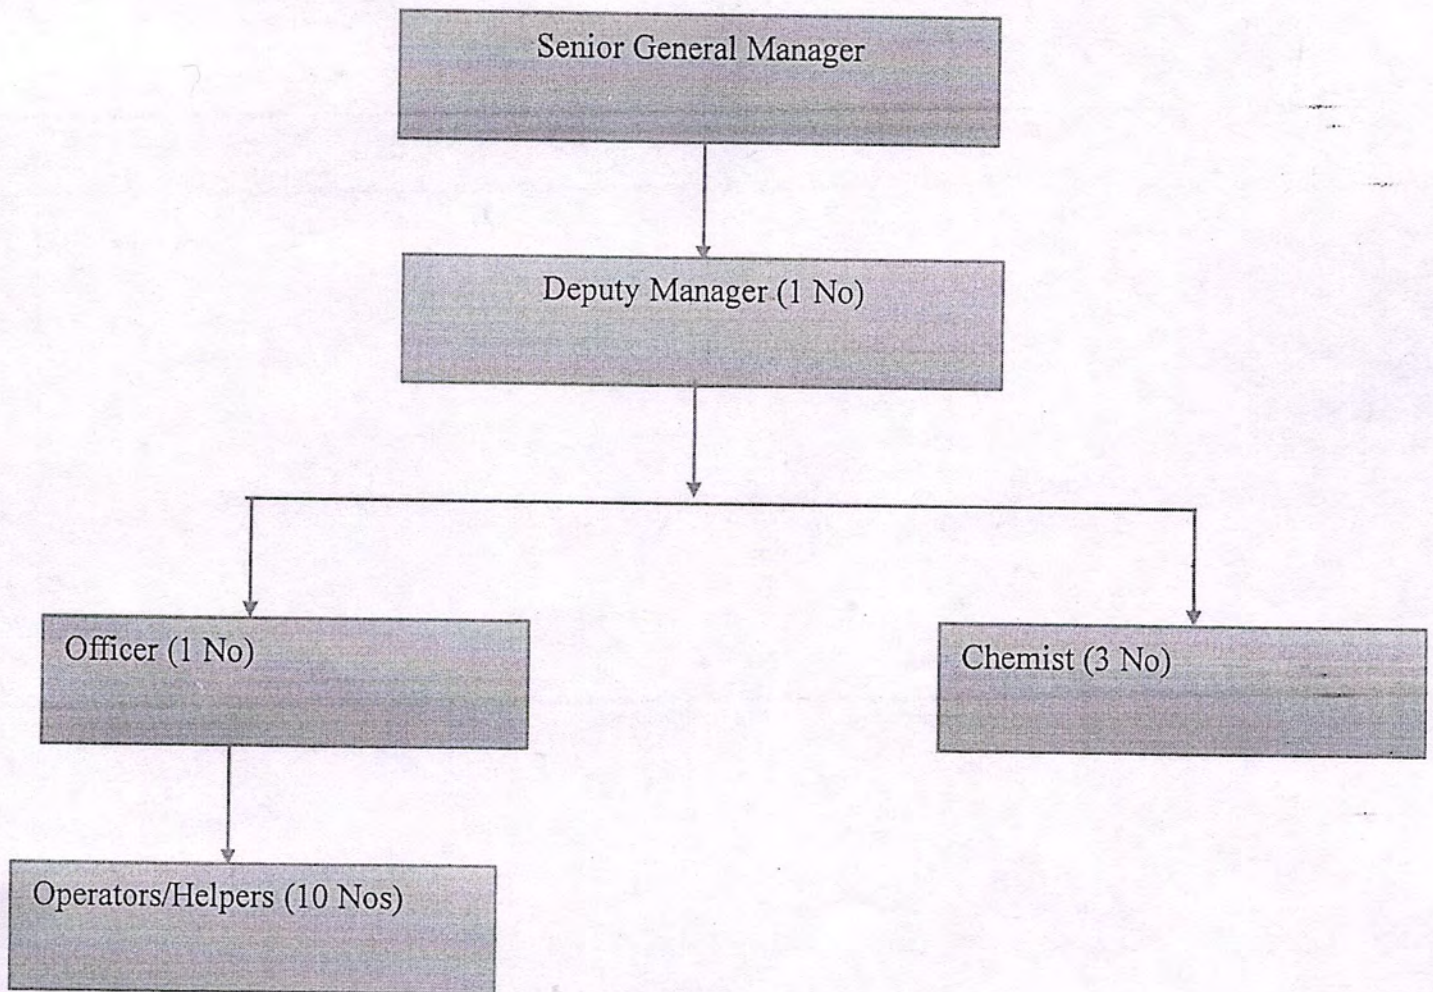 Senior General Manager
Deputy Manager (1 No)
Officer (1 No)
Chemist (3 No)
Operators/Helpers (10 Nos)